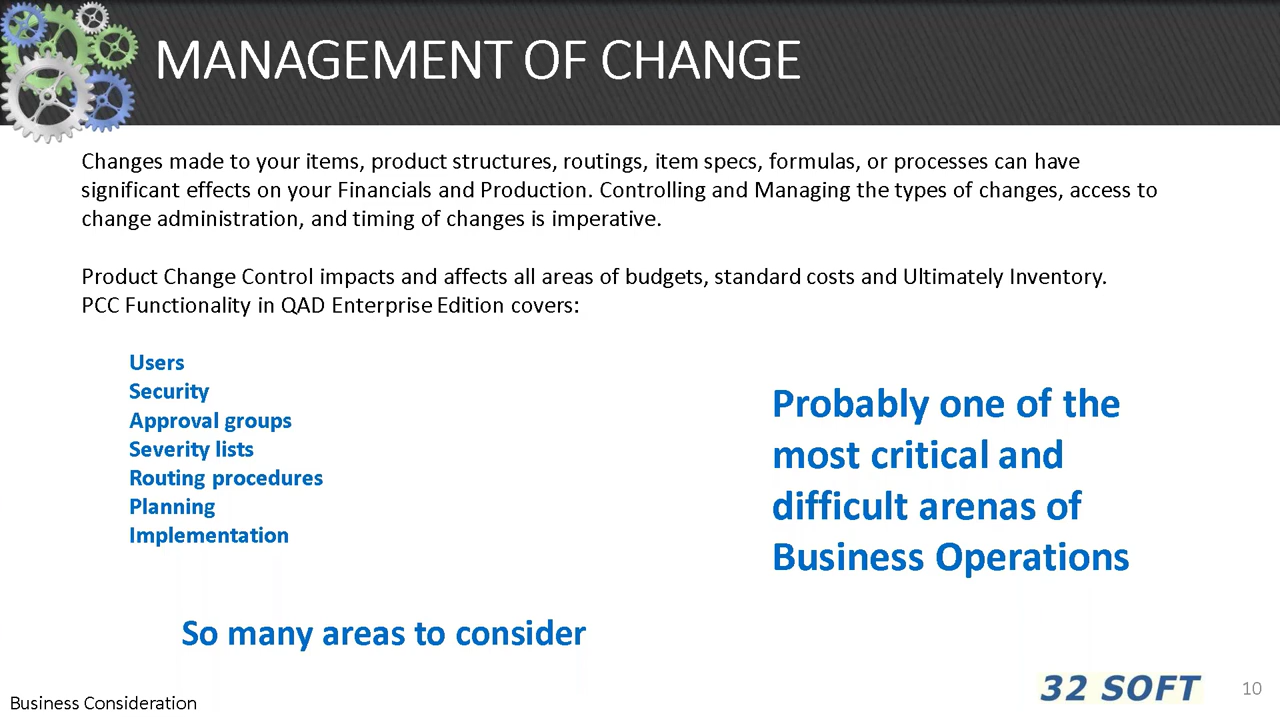 MANAGEMENT OF CHANGE
Changes made to your items, product structures, routings, item specs, formulas, or processes can have
significant effects on your Financials and Production. Controlling and Managing the types of changes, access to
change administration, and timing of changes is imperative.
Product Change Control impacts and affects all areas of budgets, standard costs and Ultimately Inventory.
PCC Functionality in QAD Enterprise Edition covers:
Users
Security
Approval groups
Severity lists
Routing procedures
Planning
Implementation
Probably one of the
most critical and
difficult arenas of
Business Operations
So many areas to consider
Business Consideration
32 SOFT
10